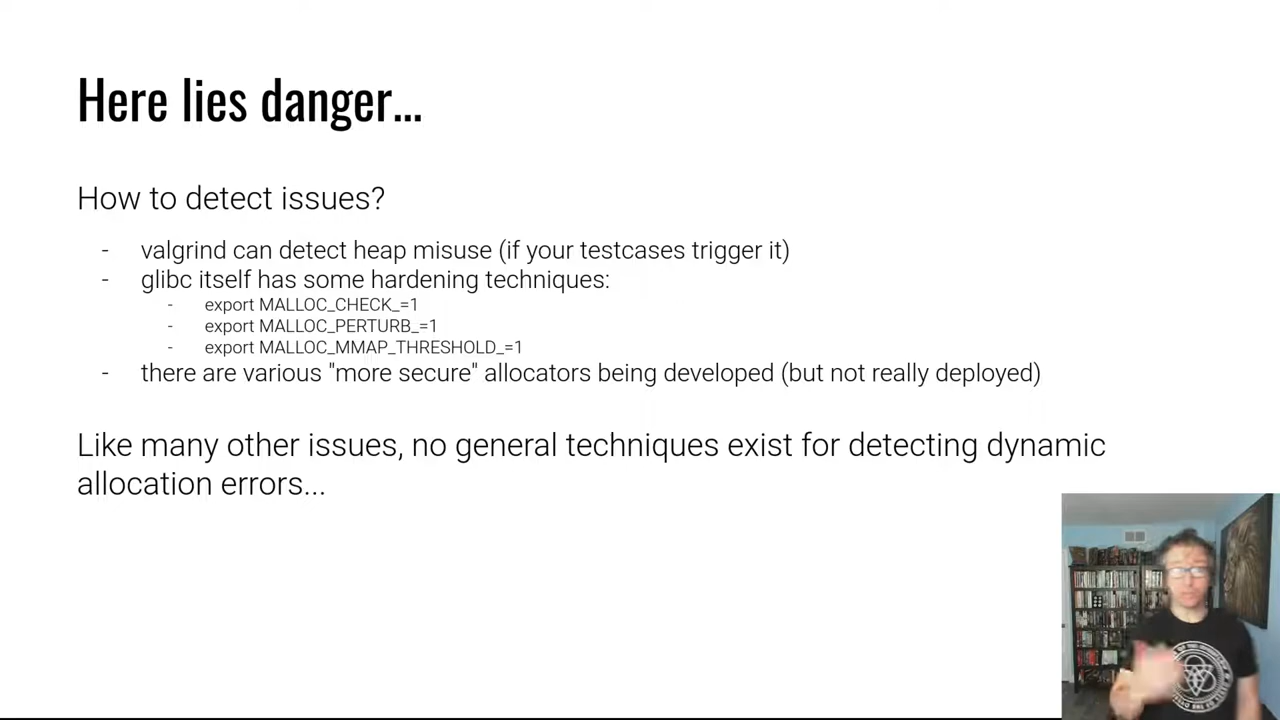 Here lies danger...
How to detect issues?
- valgrind can detect heap misuse (if your testcases trigger it)
- glibc itself has some hardening techniques:
- export MALLOC_CHECK_=1
- export MALLOC_PERTURB_=1
- export MALLOC_MMAP_THRESHOLD_=1
- there are various "more secure" allocators being developed (but not really deployed)
Like many other issues, no general techniques exist for detecting dynamic
allocation errors...